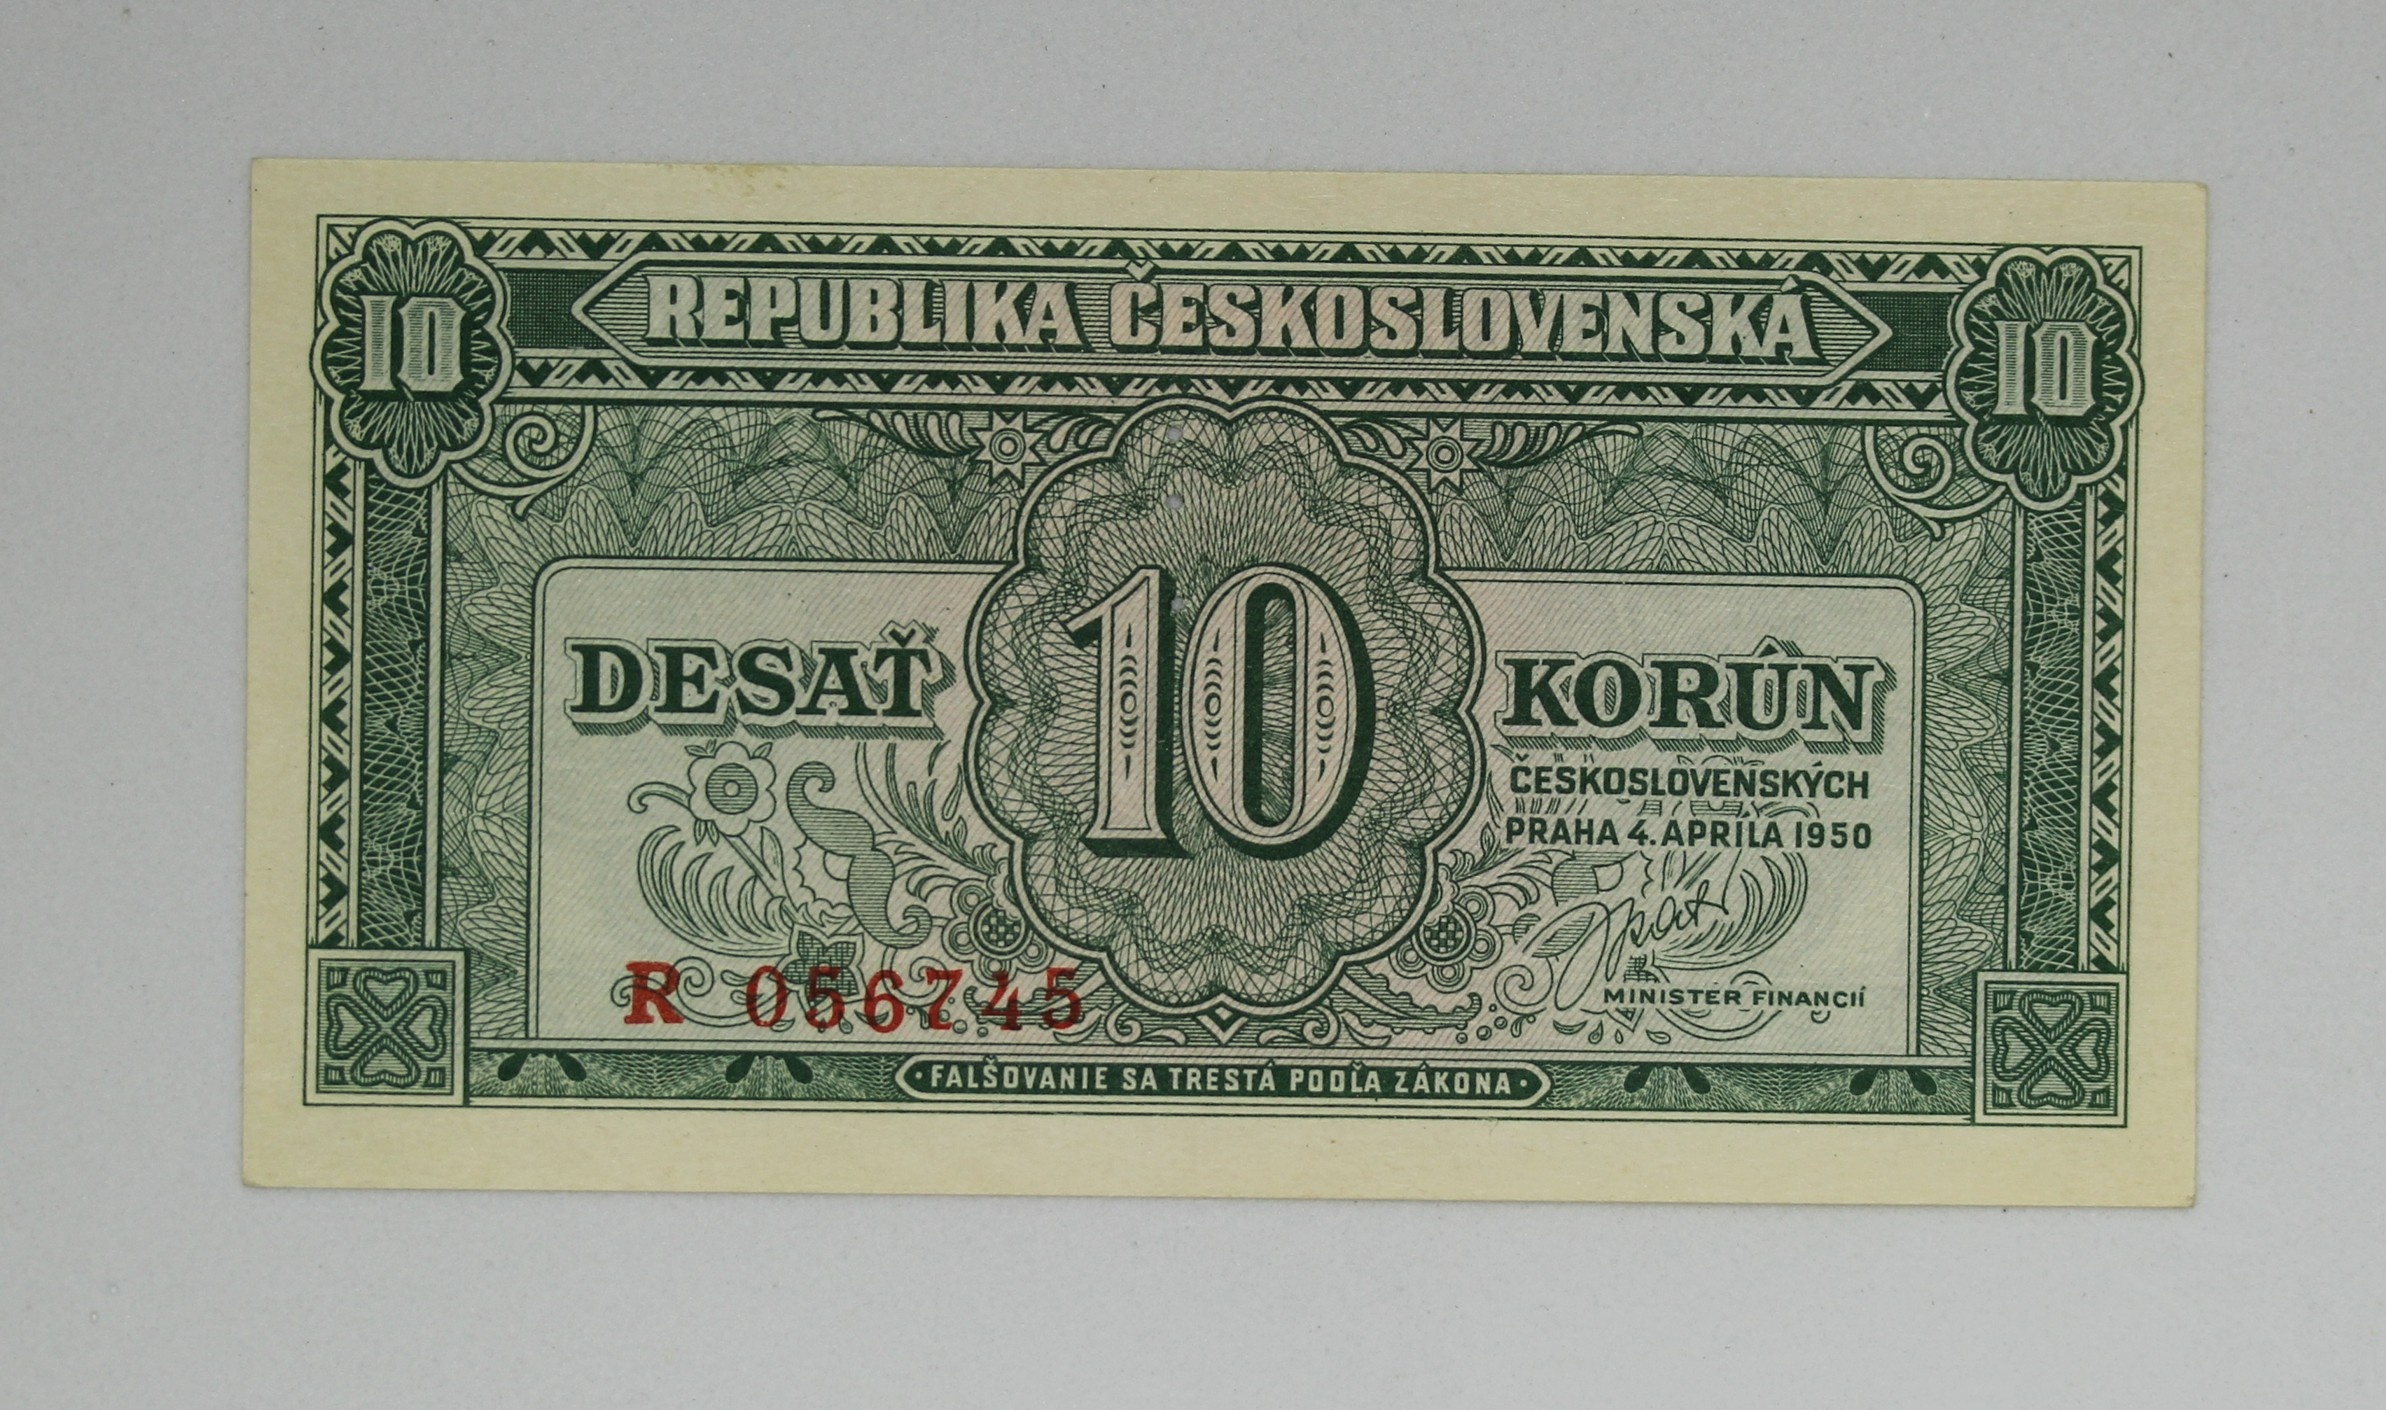 10 REPUBLIKA ČESKOSLOVENSKÁ 10
DESAŤ 10 KORÚN
ČESKOSLOVENSKÝCH
PRAHA 4. APRÍLA 1950
R 056745
MINISTER FINANCIÍ
·FALŠOVANIE SA TRESTÁ PODĽA ZÁKONA·